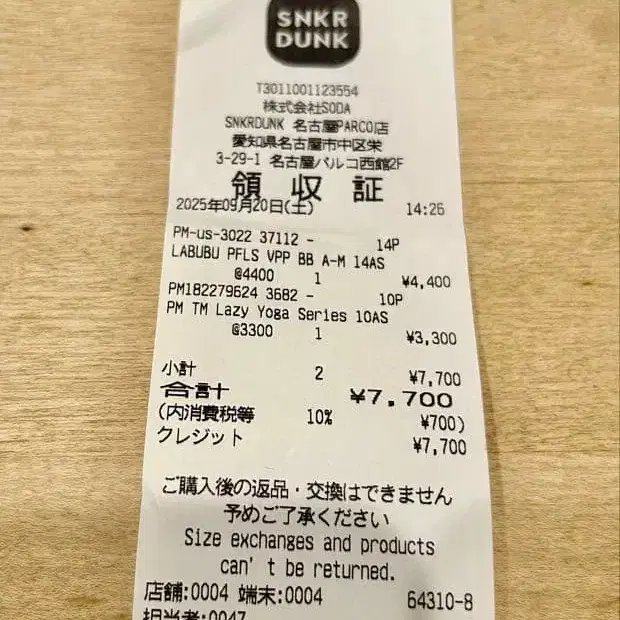 SNKR
DUNK
T3011001123554
株式会社SODA
SNKRDUNK 名古屋PARCO店
愛知県名古屋市中区栄
3-29-1 名古屋パルコ西館2F
領収証
2025年09月20日(土) 14:26
PM-us-3022 37112 - 14P
LABUBU PFLS VPP BB A-M 14AS
@4400 1 ¥4,400
PM182279624 3682 - 10P
PM TM Lazy Yoga Series 10AS
@3300 1 ¥3,300
小計 2 ¥7,700
合計 ¥7,700
(内消費税等 10% ¥700)
クレジット ¥7,700
ご購入後の返品・交換はできません
予めご了承ください
Size exchanges and products
can't be returned.
店舗:0004 端末:0004 64310-8
担当者:0047